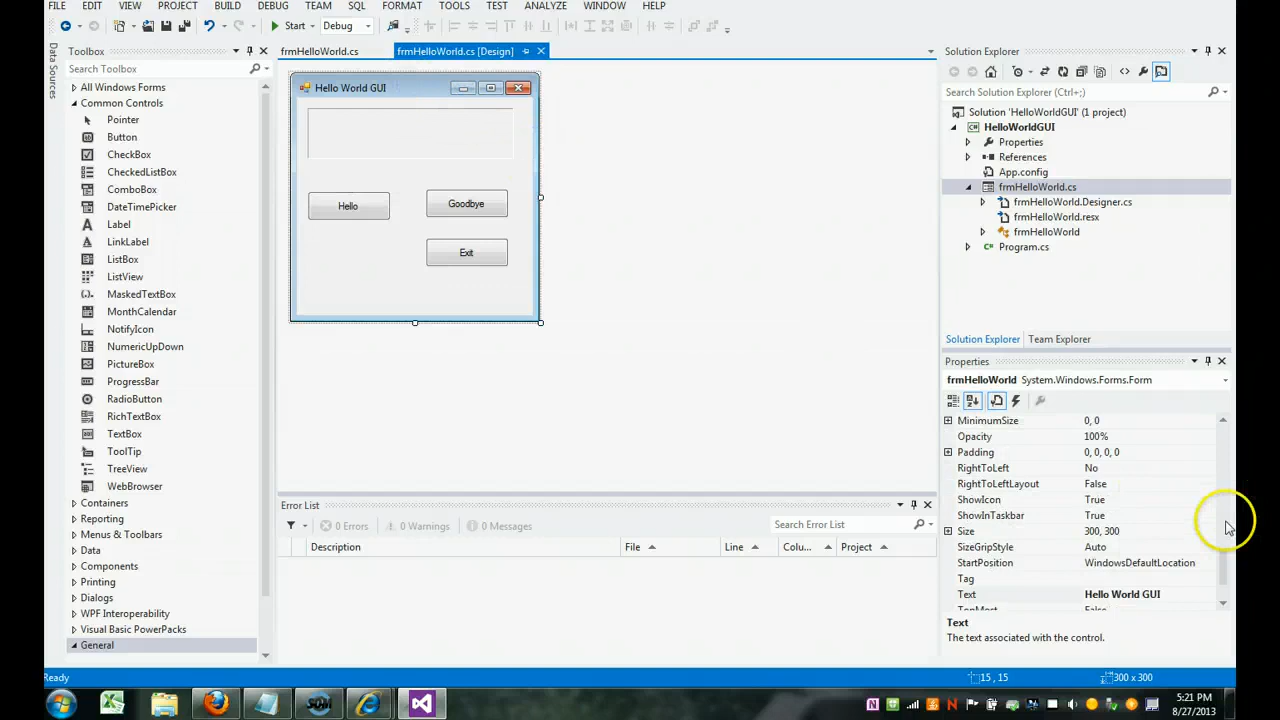 FILE EDIT VIEW PROJECT BUILD DEBUG TEAM SQL FORMAT TOOLS TEST ANALYZE WINDOW HELP
Start Debug
Data Sources
Toolbox
Search Toolbox
All Windows Forms
Common Controls
Pointer
Button
CheckBox
CheckedListBox
ComboBox
DateTimePicker
Label
LinkLabel
ListBox
ListView
MaskedTextBox
MonthCalendar
NotifyIcon
NumericUpDown
PictureBox
ProgressBar
RadioButton
RichTextBox
TextBox
ToolTip
TreeView
WebBrowser
Containers
Reporting
Menus & Toolbars
Data
Components
Printing
Dialogs
WPF Interoperability
Visual Basic PowerPacks
General
frmHelloWorld.cs frmHelloWorld.cs [Design]
Hello World GUI
Hello Goodbye
Exit
Error List
0 Errors 0 Warnings 0 Messages Search Error List
Description File Line Colu... Project
Solution Explorer
Search Solution Explorer (Ctrl+;)
Solution 'HelloWorldGUI' (1 project)
HelloWorldGUI
Properties
References
App.config
frmHelloWorld.cs
frmHelloWorld.Designer.cs
frmHelloWorld.resx
frmHelloWorld
Program.cs
Solution Explorer Team Explorer
Properties
frmHelloWorld System.Windows.Forms.Form
MinimumSize 0, 0
Opacity 100%
Padding 0, 0, 0, 0
RightToLeft No
RightToLeftLayout False
ShowIcon True
ShowInTaskbar True
Size 300, 300
SizeGripStyle Auto
StartPosition WindowsDefaultLocation
Tag
Text Hello World GUI
TopMost False
Text
The text associated with the control.
Ready 15 , 15 300 x 300
5:21 PM
8/27/2013